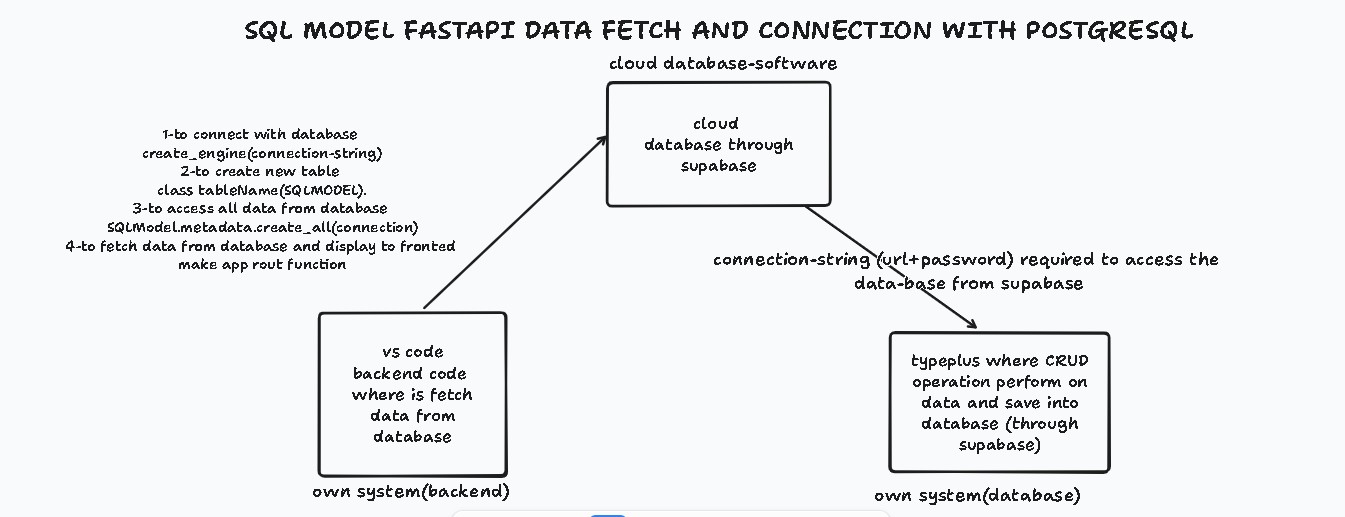 SQL MODEL FASTAPI DATA FETCH AND CONNECTION WITH POSTGRESQL
cloud database-software
cloud
database through
supabase
1-to connect with database
create_engine(connection-string)
2-to create new table
class tableName(SQLMODEL).
3-to access all data from database
SQLModel.metadata.create_all(connection)
4-to fetch data from database and display to fronted
make app rout function
connection-string (url+password) required to access the
data-base from supabase
vs code
backend code
where is fetch
data from
database
own system(backend)
typeplus where CRUD
operation perform on
data and save into
database (through
supabase)
own system(database)